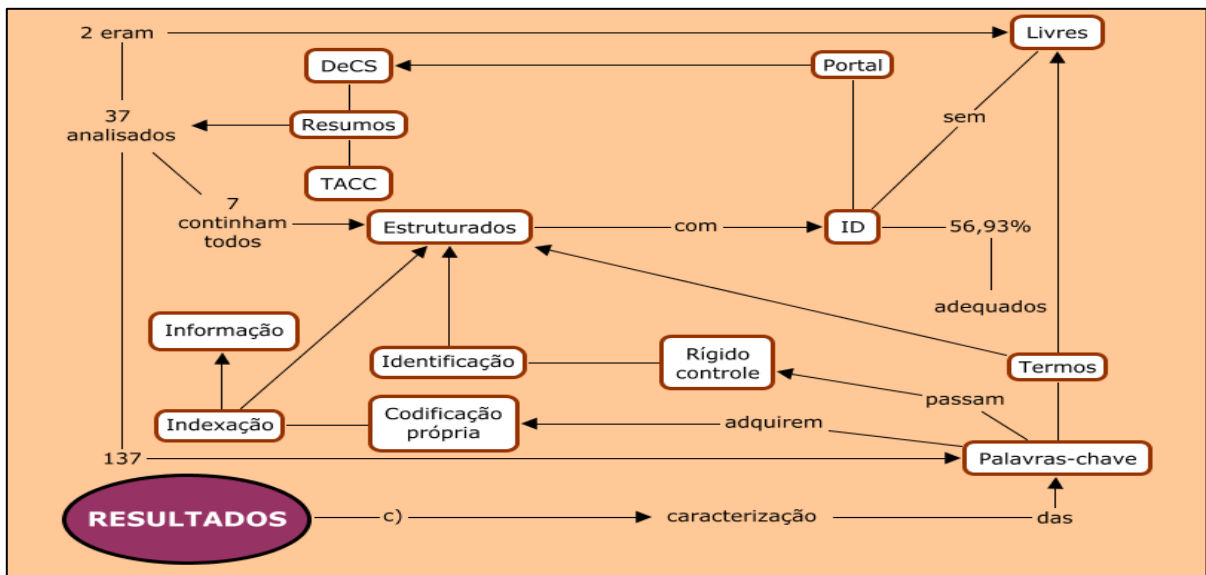 2 eram
Livres
DeCS
Portal
37
analisados
Resumos
sem
TACC
7
continham
todos
Estruturados
com
ID
56,93%
adequados
Informação
Identificação
Rígido
controle
Termos
passam
Indexação
Codificação
própria
adquirem
137
Palavras-chave
RESULTADOS
c)
caracterização
das